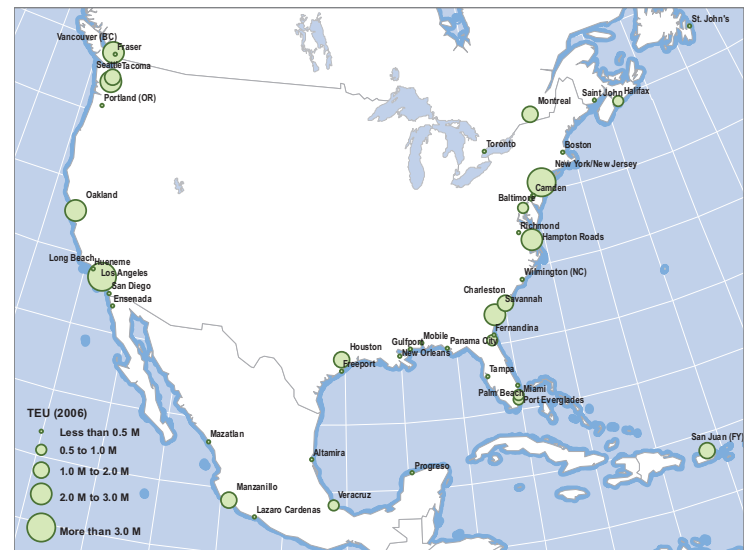 St. John's
Vancouver (BC)
Fraser
Seattle Tacoma
Portland (OR)
Montreal
Saint John Halifax
Toronto
Boston
New York/New Jersey
Camden
Oakland
Baltimore
Richmond
Hampton Roads
Long Beach Hueneme
Los Angeles
San Diego
Ensenada
Wilmington (NC)
Charleston
Savannah
Fernandina
Houston
Gulfport Mobile Panama City
New Orleans
Freeport
Tampa
Palm Beach Miami
Port Everglades
TEU (2006)
Less than 0.5 M
0.5 to 1.0 M
1.0 M to 2.0 M
2.0 M to 3.0 M
More than 3.0 M
Mazatlan
Altamira
Progreso
San Juan (FY)
Manzanillo
Veracruz
Lazaro Cardenas